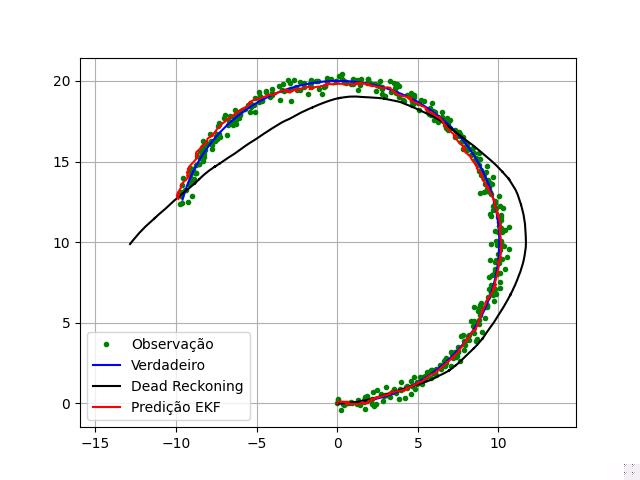 20
15
10
5
0
Observação
Verdadeiro
Dead Reckoning
Predição EKF
−15 −10 −5 0 5 10